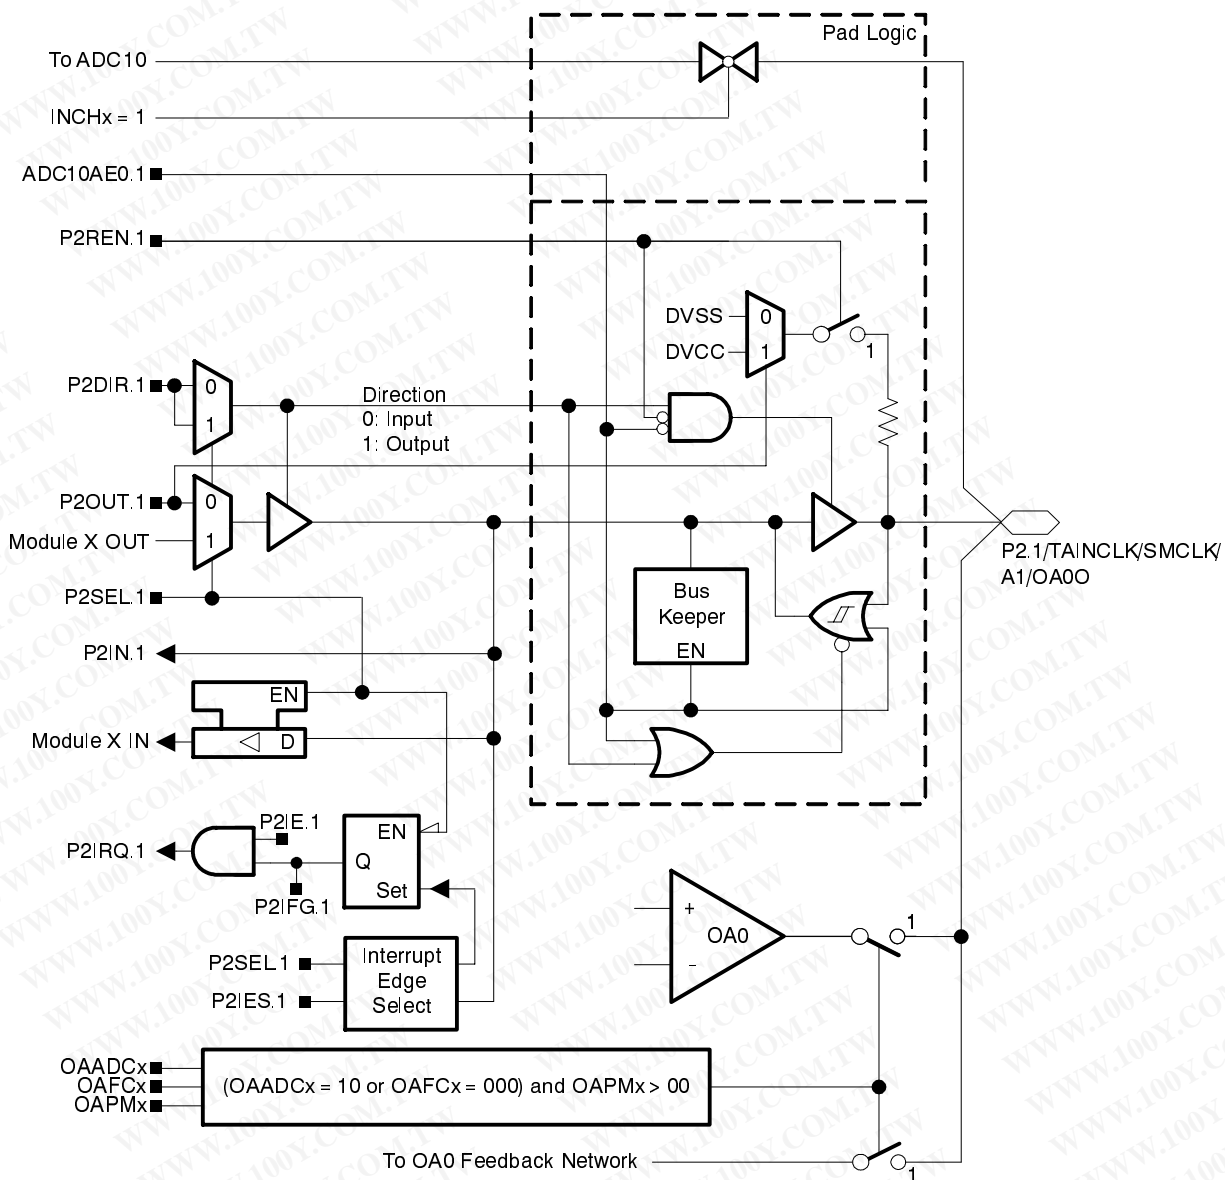 Pad Logic
To ADC10
INCHx = 1
ADC10AE0.1
P2REN.1
DVSS
0
DVCC
1
1
P2DIR.1
0
1
Direction
0: Input
1: Output
P2OUT.1
0
Module X OUT
1
P2.1/TAINCLK/SMCLK/
A1/OA0O
P2SEL.1
Bus
Keeper
EN
P2IN.1
EN
Module X IN
D
P2IE.1
P2IRQ.1
EN
Q
Set
P2IFG.1
+
OA0
−
1
P2SEL.1
P2IES.1
Interrupt
Edge
Select
OAADCx
OAFCx
OAPMx
(OAADCx = 10 or OAFCx = 000) and OAPMx > 00
To OA0 Feedback Network
1
WWW.100Y.COM.TW